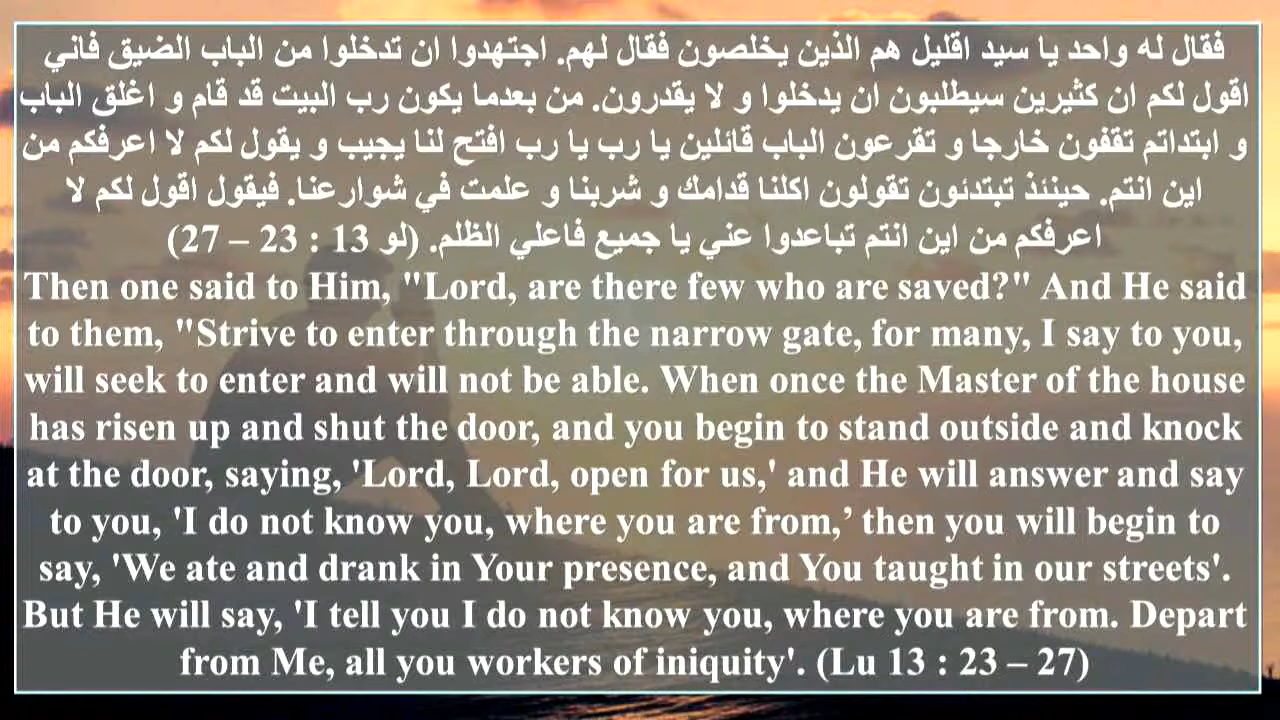 فقال له واحد يا سيد اقليل هم الذين يخلصون فقال لهم. اجتهدوا ان تدخلوا من الباب الضيق فاني
اقول لكم ان كثيرين سيطلبون ان يدخلوا و لا يقدرون. من بعدما يكون رب البيت قد قام و اغلق الباب
و ابتداتم تقفون خارجا و تقرعون الباب قائلين يا رب يا رب افتح لنا يجيب و يقول لكم لا اعرفكم من
اين انتم. حينئذ تبتدئون تقولون اكلنا قدامك و شربنا و علمت في شوارعنا. فيقول اقول لكم لا
اعرفكم من اين انتم تباعدوا عني يا جميع فاعلي الظلم. (لو 13 : 23 – 27)
Then one said to Him, "Lord, are there few who are saved?" And He said
to them, "Strive to enter through the narrow gate, for many, I say to you,
will seek to enter and will not be able. When once the Master of the house
has risen up and shut the door, and you begin to stand outside and knock
at the door, saying, 'Lord, Lord, open for us,' and He will answer and say
to you, 'I do not know you, where you are from,’ then you will begin to
say, 'We ate and drank in Your presence, and You taught in our streets'.
But He will say, 'I tell you I do not know you, where you are from. Depart
from Me, all you workers of iniquity'. (Lu 13 : 23 – 27)